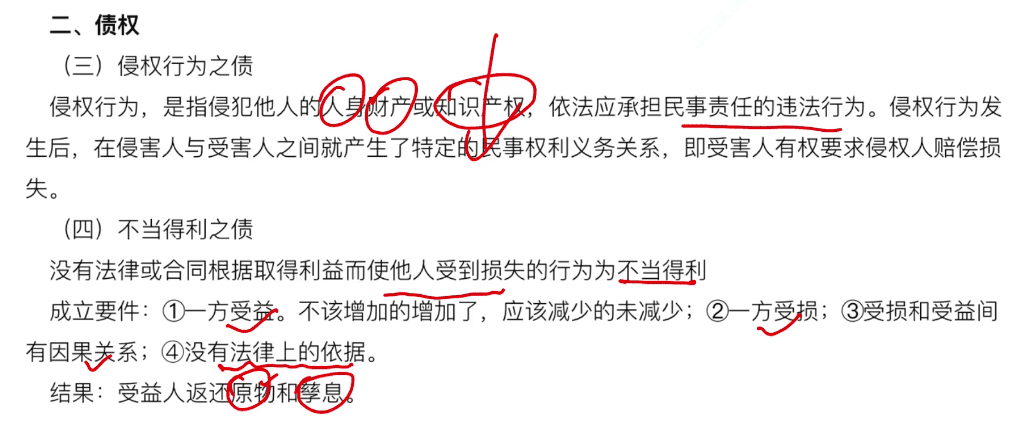 二、债权
（三）侵权行为之债
侵权行为，是指侵犯他人的人身财产或知识产权，依法应承担民事责任的违法行为。侵权行为发
生后，在侵害人与受害人之间就产生了特定的民事权利义务关系，即受害人有权要求侵权人赔偿损
失。
（四）不当得利之债
没有法律或合同根据取得利益而使他人受到损失的行为为不当得利
成立要件：①一方受益。不该增加的增加了，应该减少的未减少；②一方受损；③受损和受益间
有因果关系；④没有法律上的依据。
结果：受益人返还原物和孳息。